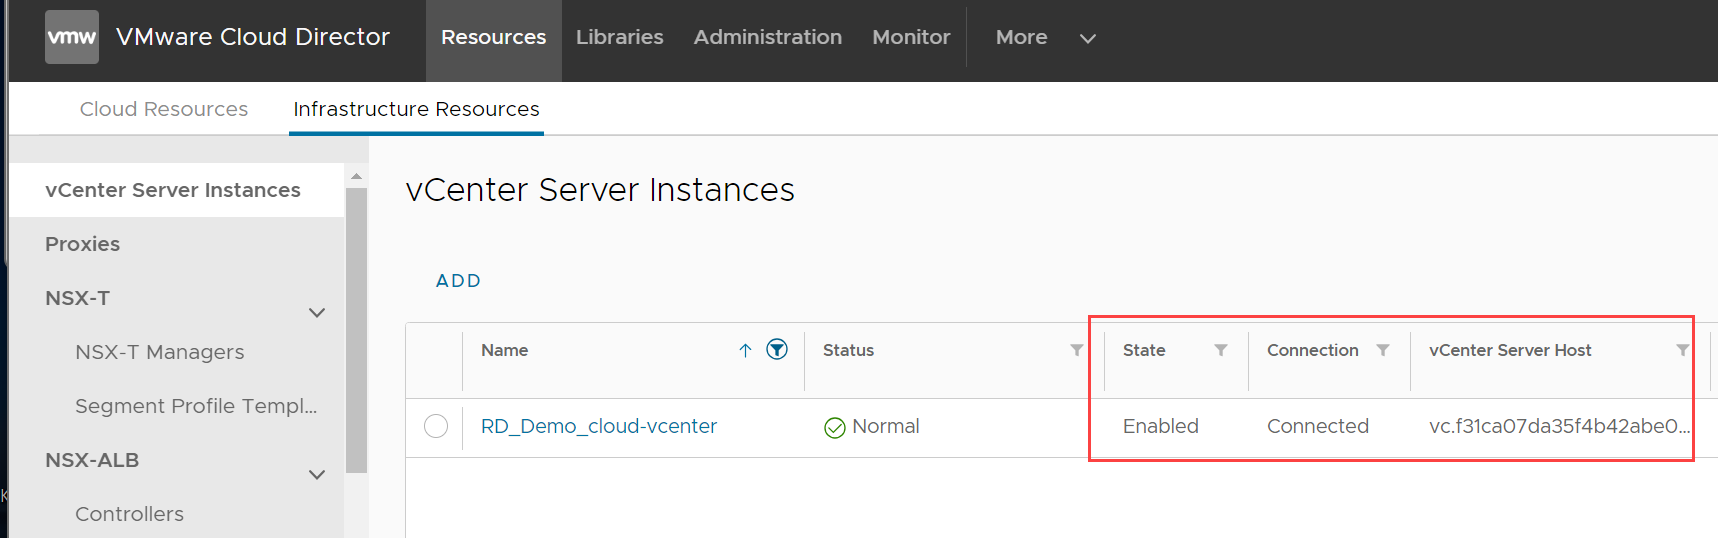 vmw VMware Cloud Director Resources Libraries Administration Monitor More
Cloud Resources Infrastructure Resources
vCenter Server Instances
Proxies
NSX-T
NSX-T Managers
Segment Profile Templ...
NSX-ALB
Controllers
vCenter Server Instances
ADD
Name Status State Connection vCenter Server Host
RD_Demo_cloud-vcenter Normal Enabled Connected vc.f31ca07da35f4b42abe0...